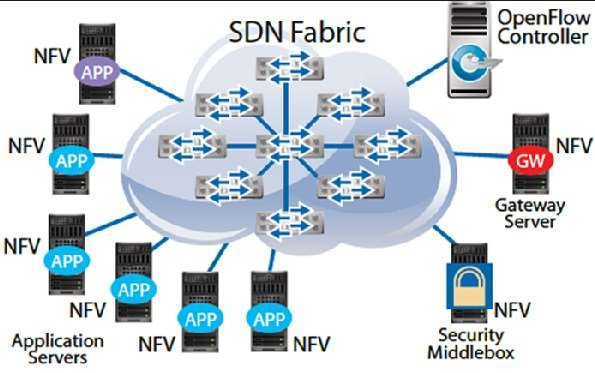 SDN Fabric
OpenFlow
Controller
NFV
APP
NFV
APP
GW
NFV
Gateway
Server
NFV
APP
APP
NFV
APP
NFV
APP
NFV
NFV
Application
Servers
Security
Middlebox